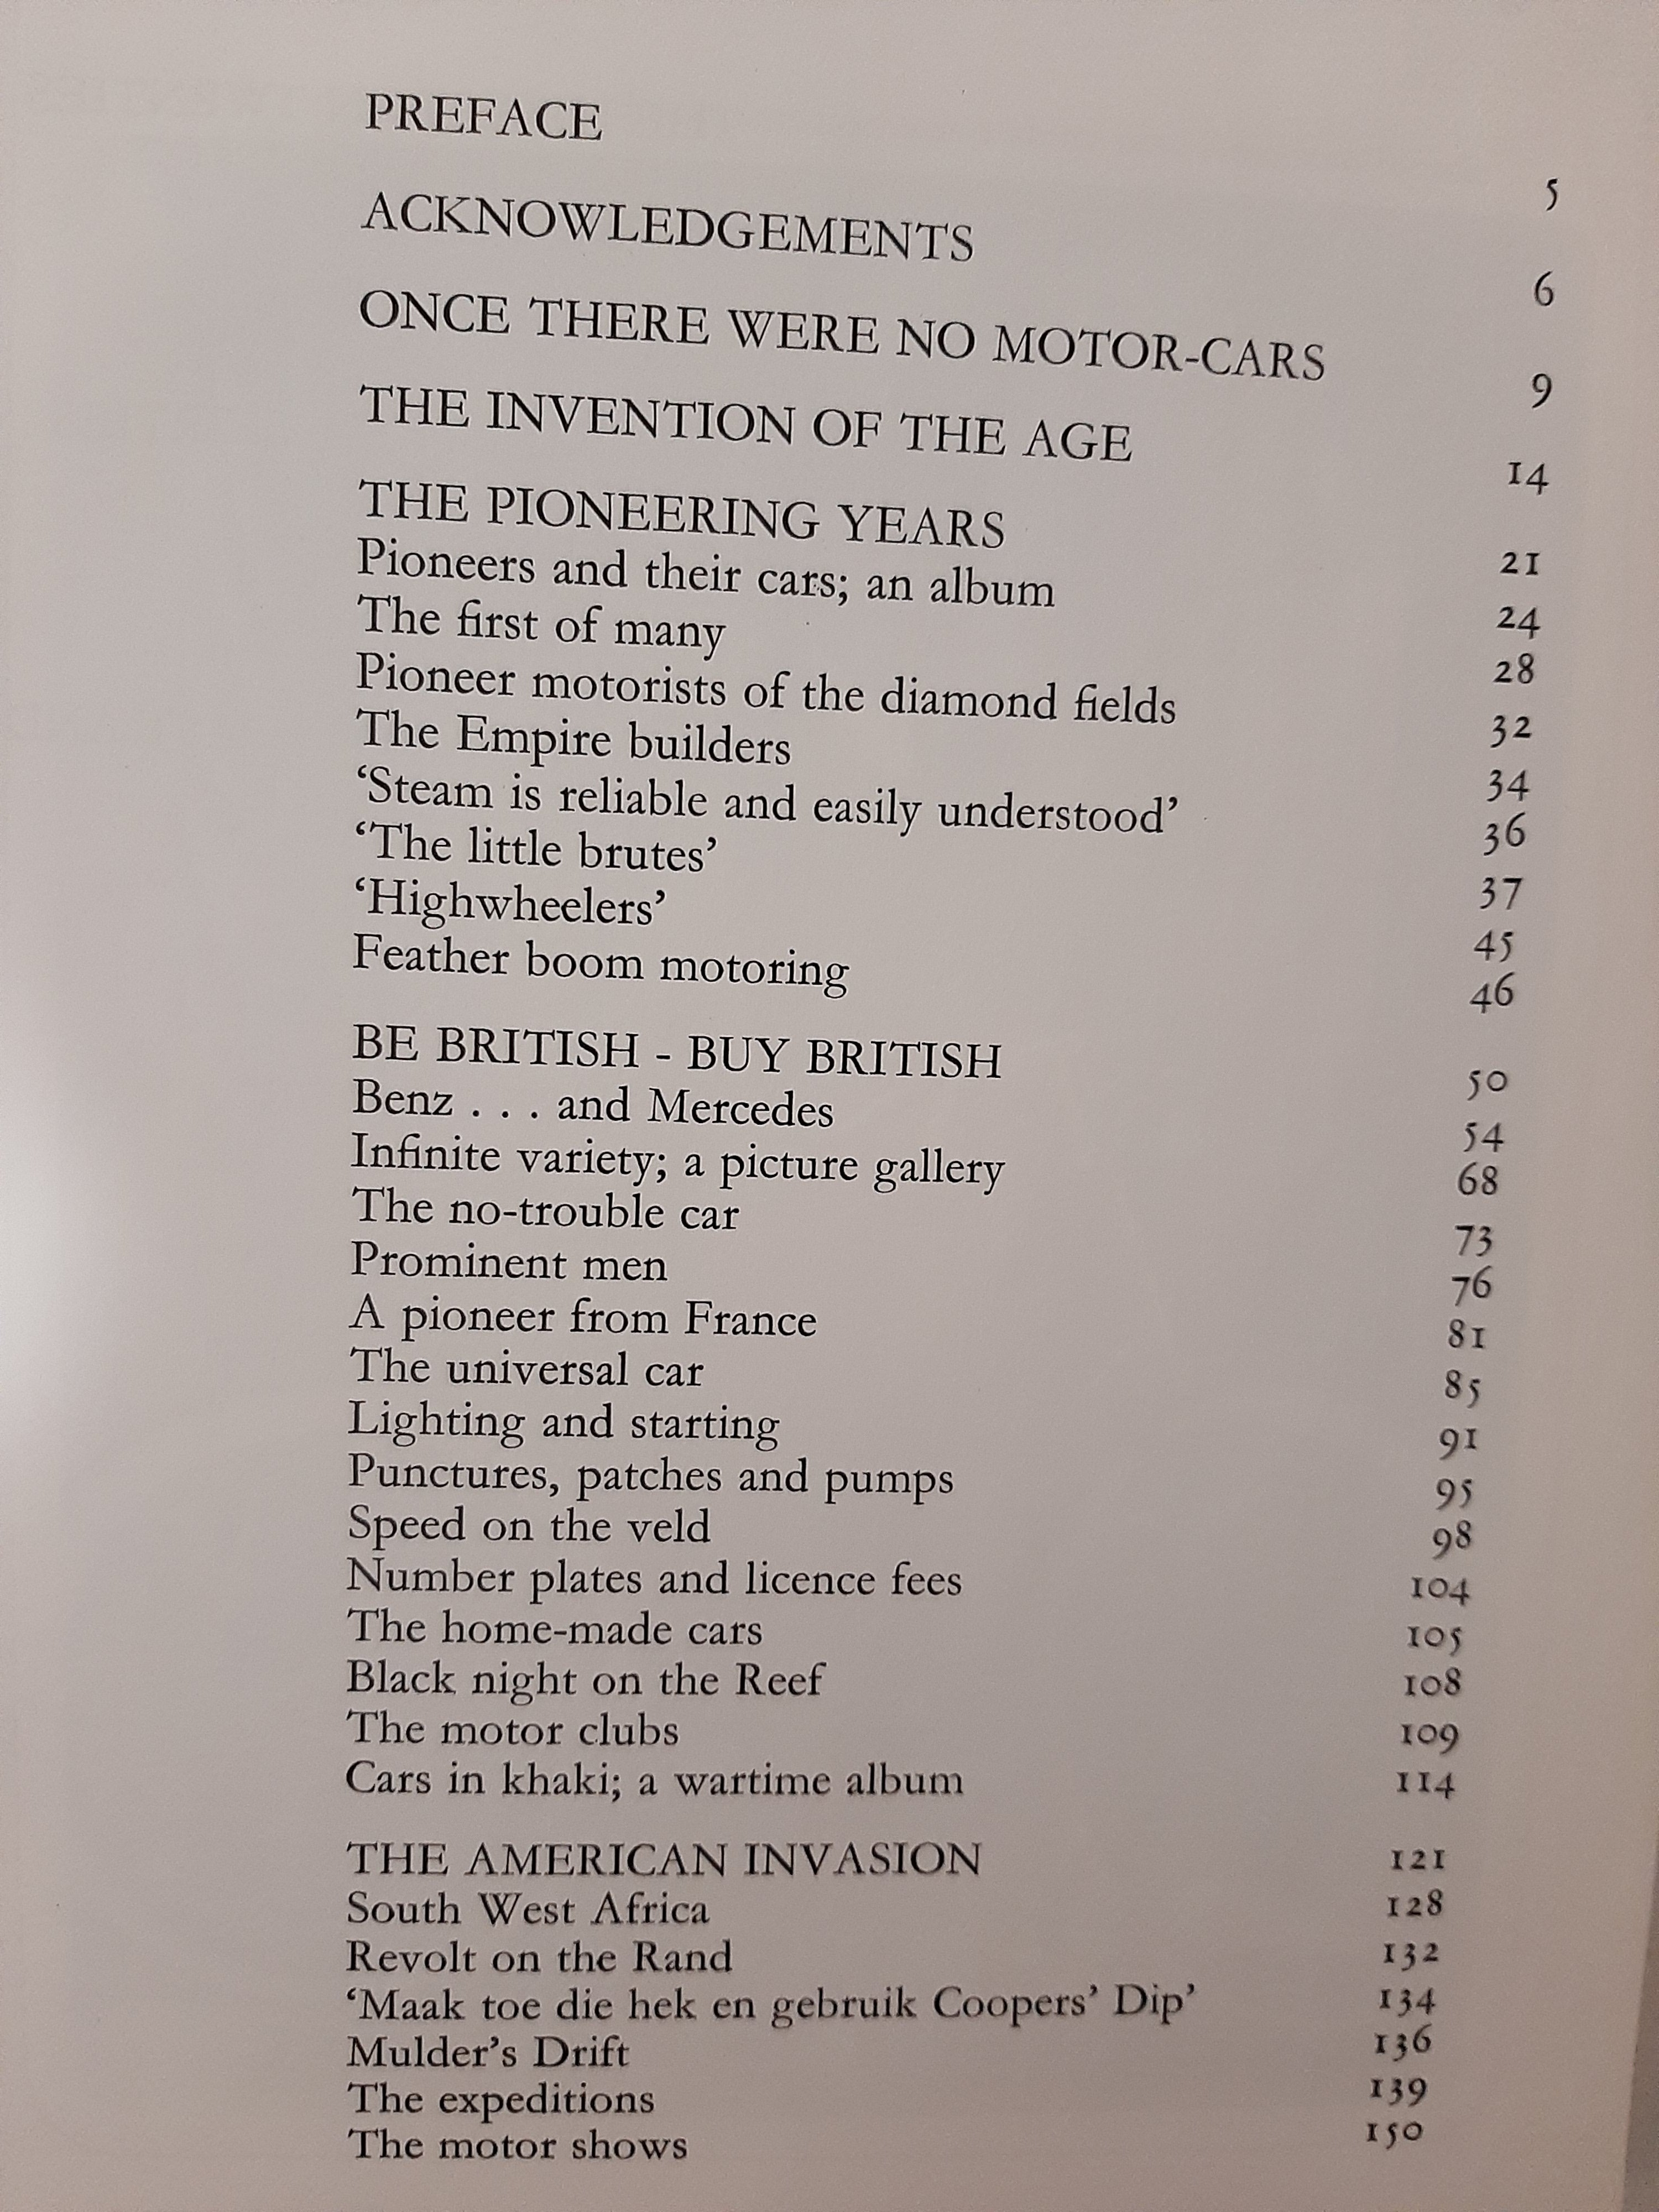 PREFACE 5
ACKNOWLEDGEMENTS 6
ONCE THERE WERE NO MOTOR-CARS 9
THE INVENTION OF THE AGE 14
THE PIONEERING YEARS 21
Pioneers and their cars; an album 24
The first of many 28
Pioneer motorists of the diamond fields 32
The Empire builders 34
‘Steam is reliable and easily understood’ 36
‘The little brutes’ 37
‘Highwheelers’ 45
Feather boom motoring 46
BE BRITISH - BUY BRITISH 50
Benz . . . and Mercedes 54
Infinite variety; a picture gallery 68
The no-trouble car 73
Prominent men 76
A pioneer from France 81
The universal car 85
Lighting and starting 91
Punctures, patches and pumps 95
Speed on the veld 98
Number plates and licence fees 104
The home-made cars 105
Black night on the Reef 108
The motor clubs 109
Cars in khaki; a wartime album 114
THE AMERICAN INVASION 121
South West Africa 128
Revolt on the Rand 132
‘Maak toe die hek en gebruik Coopers’ Dip’ 134
Mulder’s Drift 136
The expeditions 139
The motor shows 150